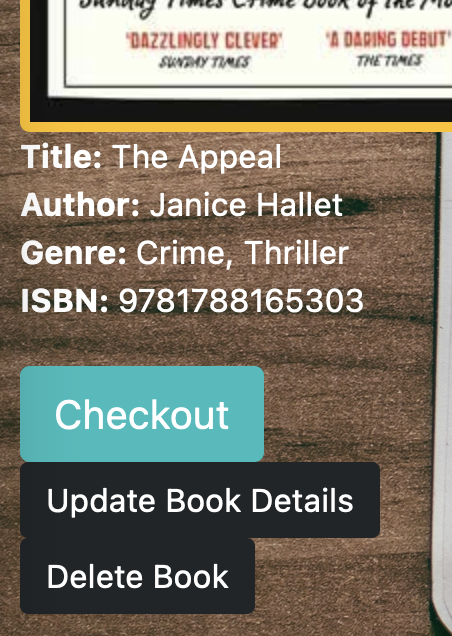 Sunday Times Crime Book of the Mo
'DAZZLINGLY CLEVER' 'A DARING DEBUT'
SUNDAY TIMES THE TIMES
Title: The Appeal
Author: Janice Hallet
Genre: Crime, Thriller
ISBN: 9781788165303
Checkout
Update Book Details
Delete Book